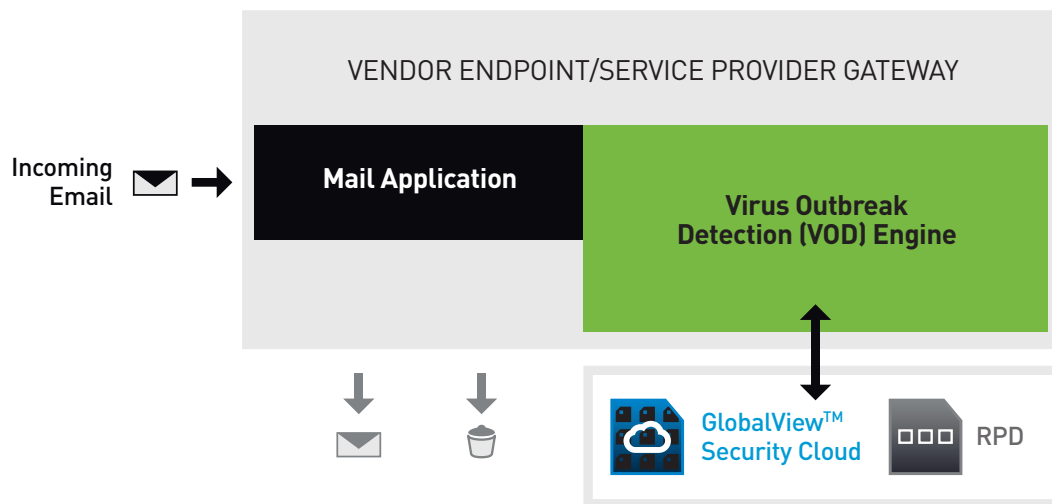 VENDOR ENDPOINT/SERVICE PROVIDER GATEWAY
Incoming
Email
Mail Application
Virus Outbreak
Detection (VOD) Engine
GlobalView™
Security Cloud
RPD